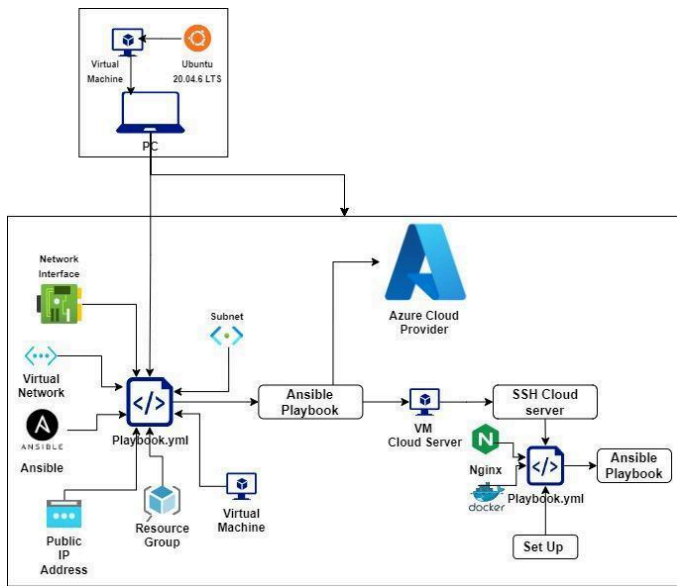 Virtual
Machine
Ubuntu
20.04.6 LTS
PC
Network
Interface
Subnet
Azure Cloud
Provider
Virtual
Network
Ansible
Playbook
VM
Cloud Server
SSH Cloud
server
Playbook.yml
ANSIBLE
Ansible
Nginx
docker
Playbook.yml
Ansible
Playbook
Public
IP
Address
Resource
Group
Virtual
Machine
Set Up